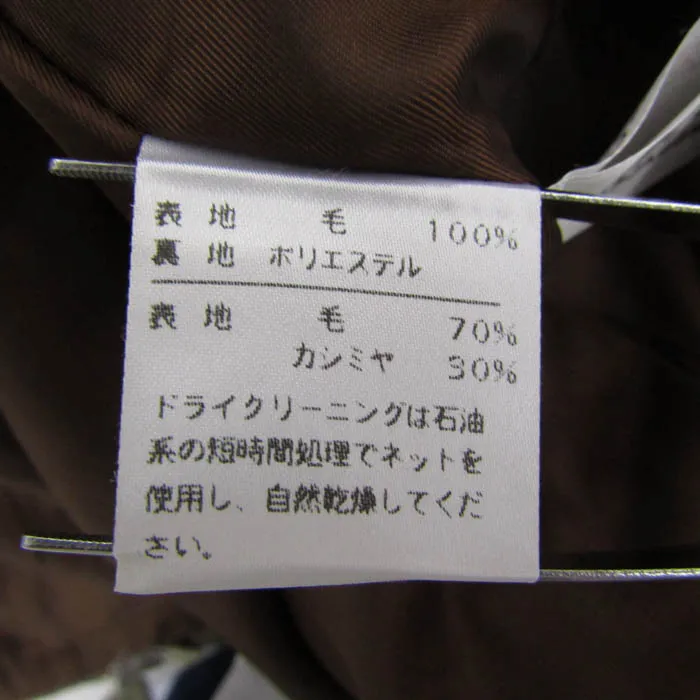 表地 毛 100%
裏地 ポリエステル
表地 毛 70%
カシミヤ 30%
ドライクリーニングは石油
系の短時間処理でネットを
使用し、自然乾燥してくだ
さい。